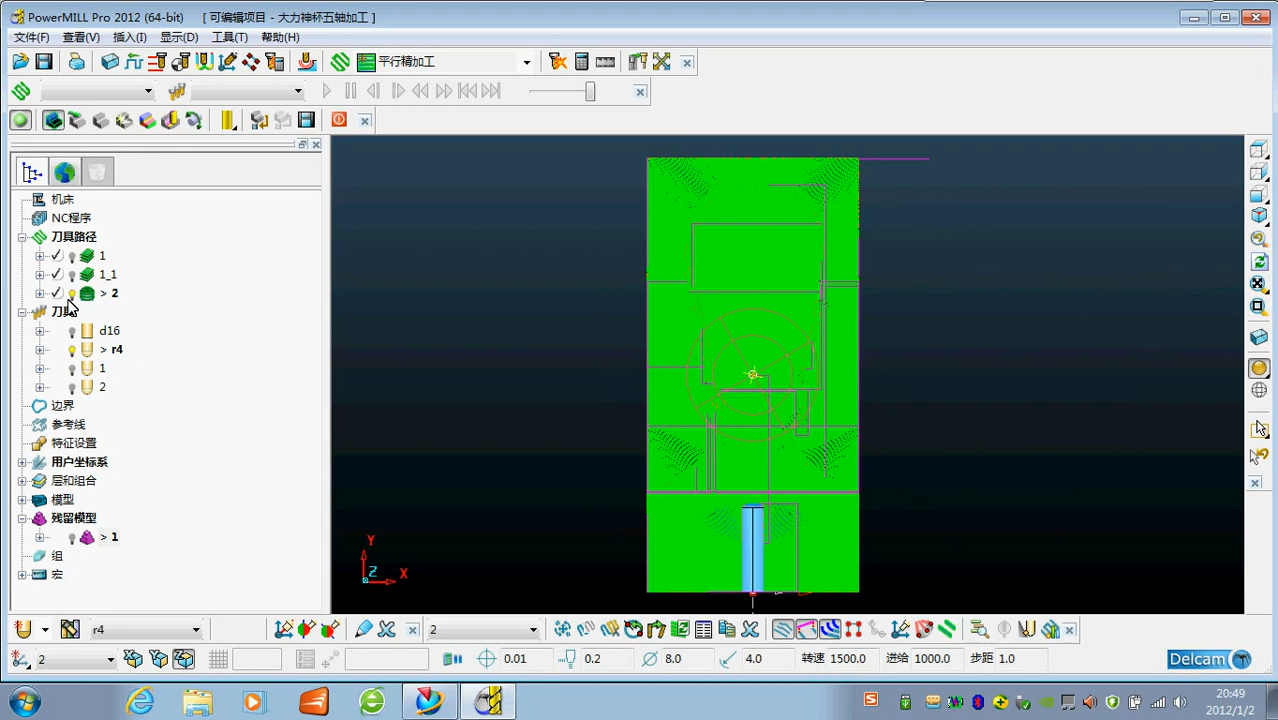 PowerMILL Pro 2012 (64-bit) [ 可编辑项目 - 大力神杯五轴加工 ]
文件(F) 查看(V) 插入(I) 显示(D) 工具(T) 帮助(H)
平行精加工
机床
NC程序
刀具路径
1
1_1
> 2
刀具
d16
> r4
1
2
边界
参考线
特征设置
用户坐标系
层和组合
模型
残留模型
> 1
组
宏
Y
Z X
r4 2
2 0.01 0.2 8.0 4.0 转速 1500.0 进给 1000.0 步距 1.0 Delcam
20:49
2012/1/2